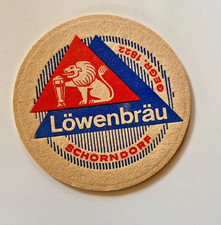 GEGR. 1822
Löwenbräu
SCHORNDORF